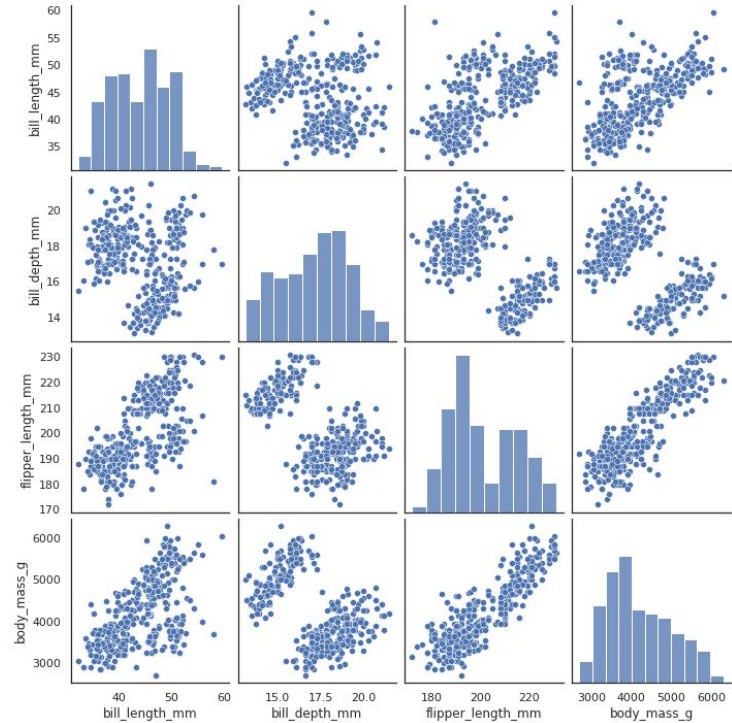 60
55
50
45
40
35
bill_length_mm
20
18
16
14
bill_depth_mm
230
220
210
200
190
180
170
flipper_length_mm
6000
5000
4000
3000
body_mass_g
40 50 60
15.0 17.5 20.0
180 200 220
3000 4000 5000 6000
bill_length_mm
bill_depth_mm
flipper_length_mm
body_mass_g